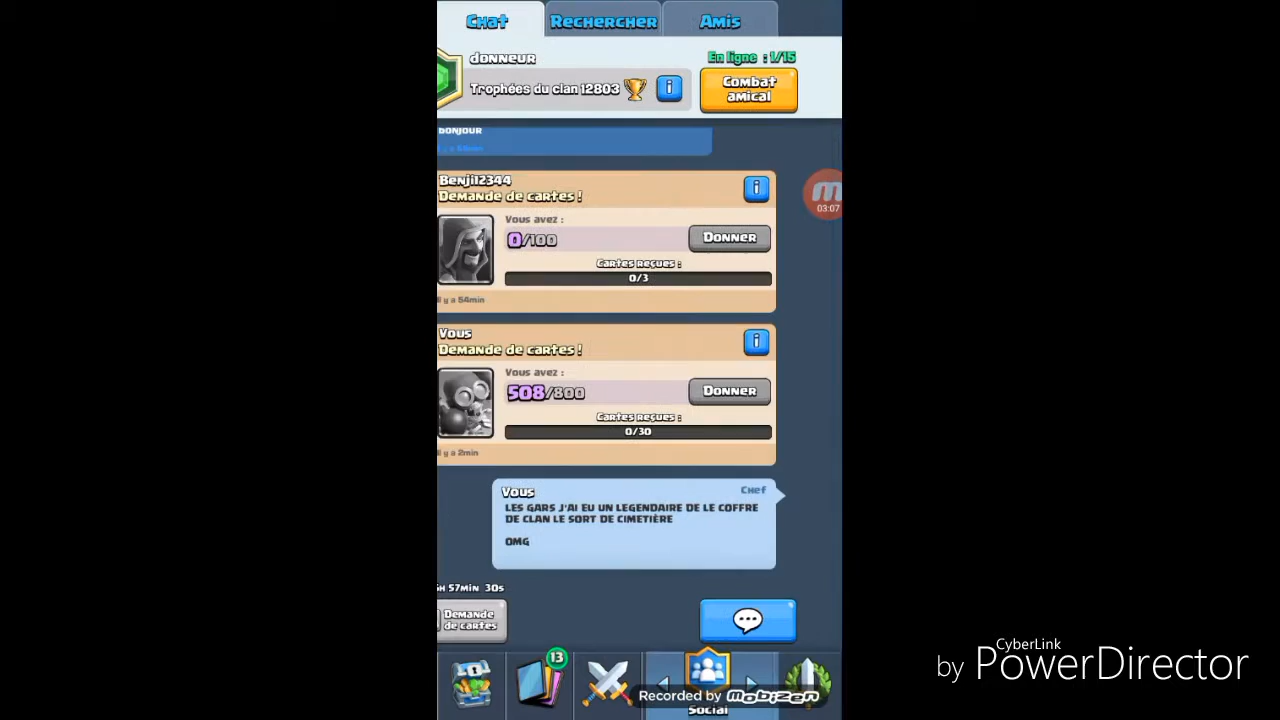 Chat
Rechercher
Amis
donneur
En ligne : 1/15
Trophées du clan 12803
i
Combat
amical
BONJOUR
Benji12344
Demande de cartes !
i
Vous avez :
0/100
Donner
Cartes reçues :
0/3
Il y a 54min
Vous
Demande de cartes !
i
Vous avez :
508/800
Donner
Cartes reçues :
0/30
Il y a 2min
Vous
Chef
LES GARS J'AI EU UN LEGENDAIRE DE LE COFFRE
DE CLAN LE SORT DE CIMETIÈRE
OMG
57min 30s
Demande
de cartes
13
Social
03:07
Recorded by mobizen
by CyberLink
PowerDirector